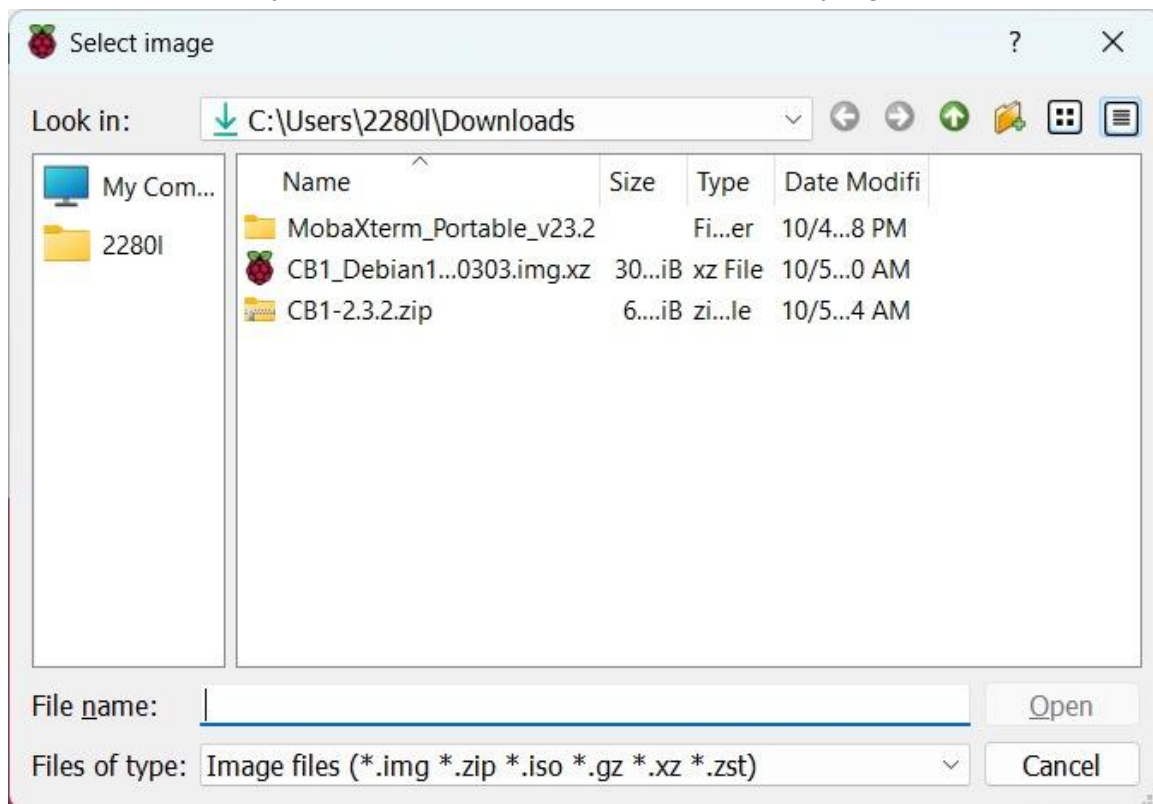 Select image
?
Look in:
C:\Users\2280l\Downloads
My Com...
2280l
Name Size Type Date Modifi
MobaXterm_Portable_v23.2 Fi...er 10/4...8 PM
CB1_Debian1...0303.img.xz 30...iB xz File 10/5...0 AM
CB1-2.3.2.zip 6....iB zi...le 10/5...4 AM
File name:
Open
Files of type: Image files (*.img *.zip *.iso *.gz *.xz *.zst)
Cancel